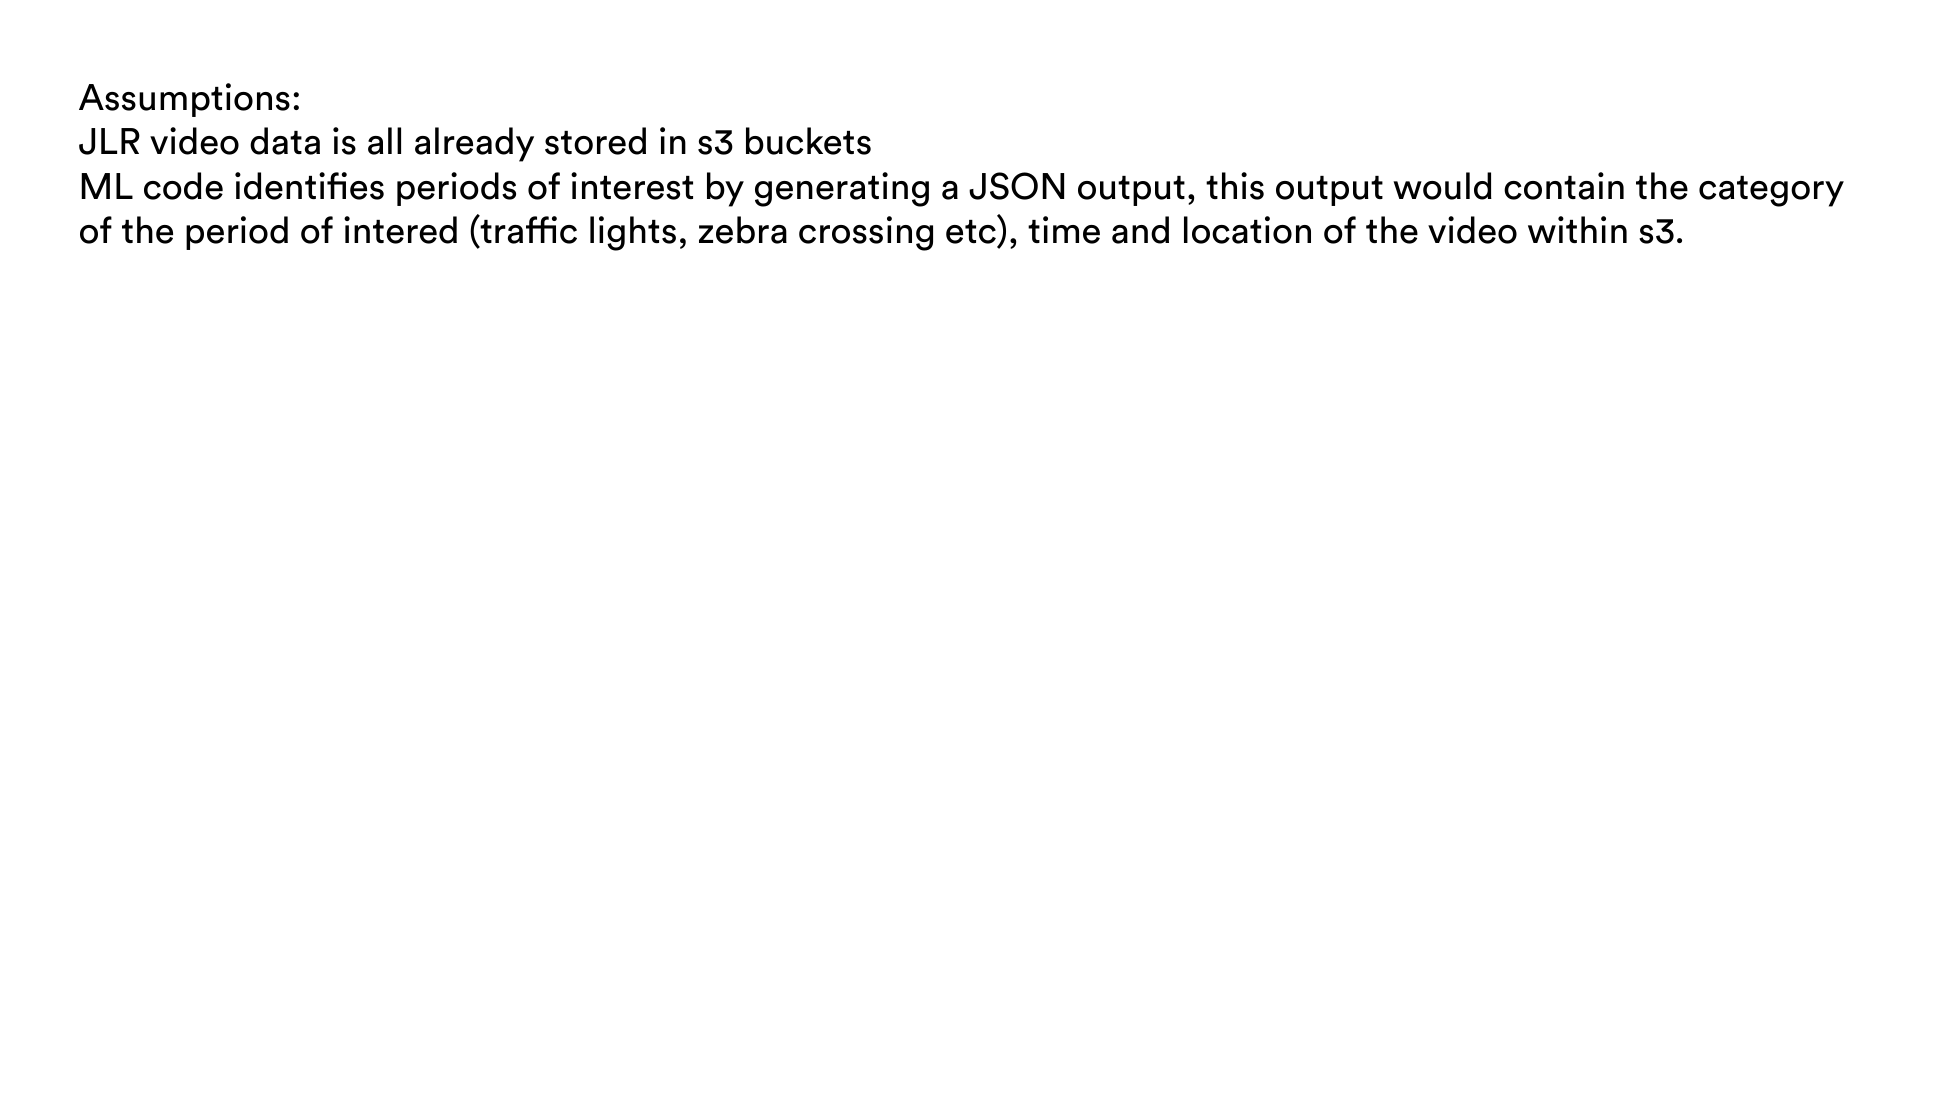 Assumptions:
JLR video data is all already stored in s3 buckets
ML code identifies periods of interest by generating a JSON output, this output would contain the category
of the period of intered (traffic lights, zebra crossing etc), time and location of the video within s3.